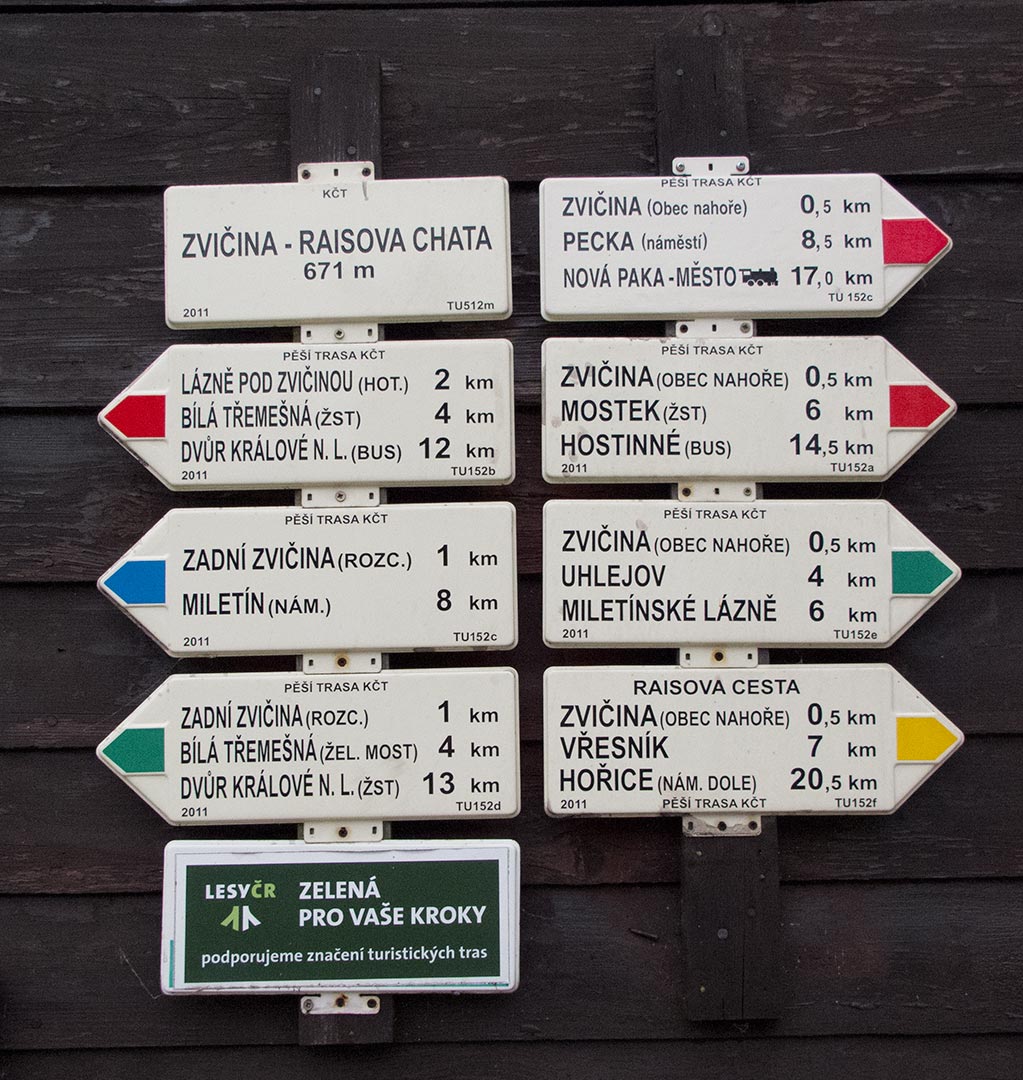 KČT
ZVIČINA - RAISOVA CHATA
671 m
2011 TU512m
PĚŠÍ TRASA KČT
LÁZNĚ POD ZVIČINOU (HOT.) 2 km
BÍLÁ TŘEMEŠNÁ (ŽST) 4 km
DVŮR KRÁLOVÉ N. L. (BUS) 12 km
2011 TU152b
PĚŠÍ TRASA KČT
ZADNÍ ZVIČINA (ROZC.) 1 km
MILETÍN (NÁM.) 8 km
2011 TU152c
PĚŠÍ TRASA KČT
ZADNÍ ZVIČINA (ROZC.) 1 km
BÍLÁ TŘEMEŠNÁ (ŽEL. MOST) 4 km
DVŮR KRÁLOVÉ N. L. (ŽST) 13 km
2011 TU152d
LESYČR
ZELENÁ
PRO VAŠE KROKY
podporujeme značení turistických tras
PĚŠÍ TRASA KČT
ZVIČINA (Obec nahoře) 0,5 km
PECKA (náměstí) 8,5 km
NOVÁ PAKA - MĚSTO 17,0 km
TU 152c
PĚŠÍ TRASA KČT
ZVIČINA (OBEC NAHOŘE) 0,5 km
MOSTEK (ŽST) 6 km
HOSTINNÉ (BUS) 14,5 km
2011 TU152a
PĚŠÍ TRASA KČT
ZVIČINA (OBEC NAHOŘE) 0,5 km
UHLEJOV 4 km
MILETÍNSKÉ LÁZNĚ 6 km
2011 TU152e
RAISOVA CESTA
ZVIČINA (OBEC NAHOŘE) 0,5 km
VŘESNÍK 7 km
HOŘICE (NÁM. DOLE) 20,5 km
2011 PĚŠÍ TRASA KČT TU152f